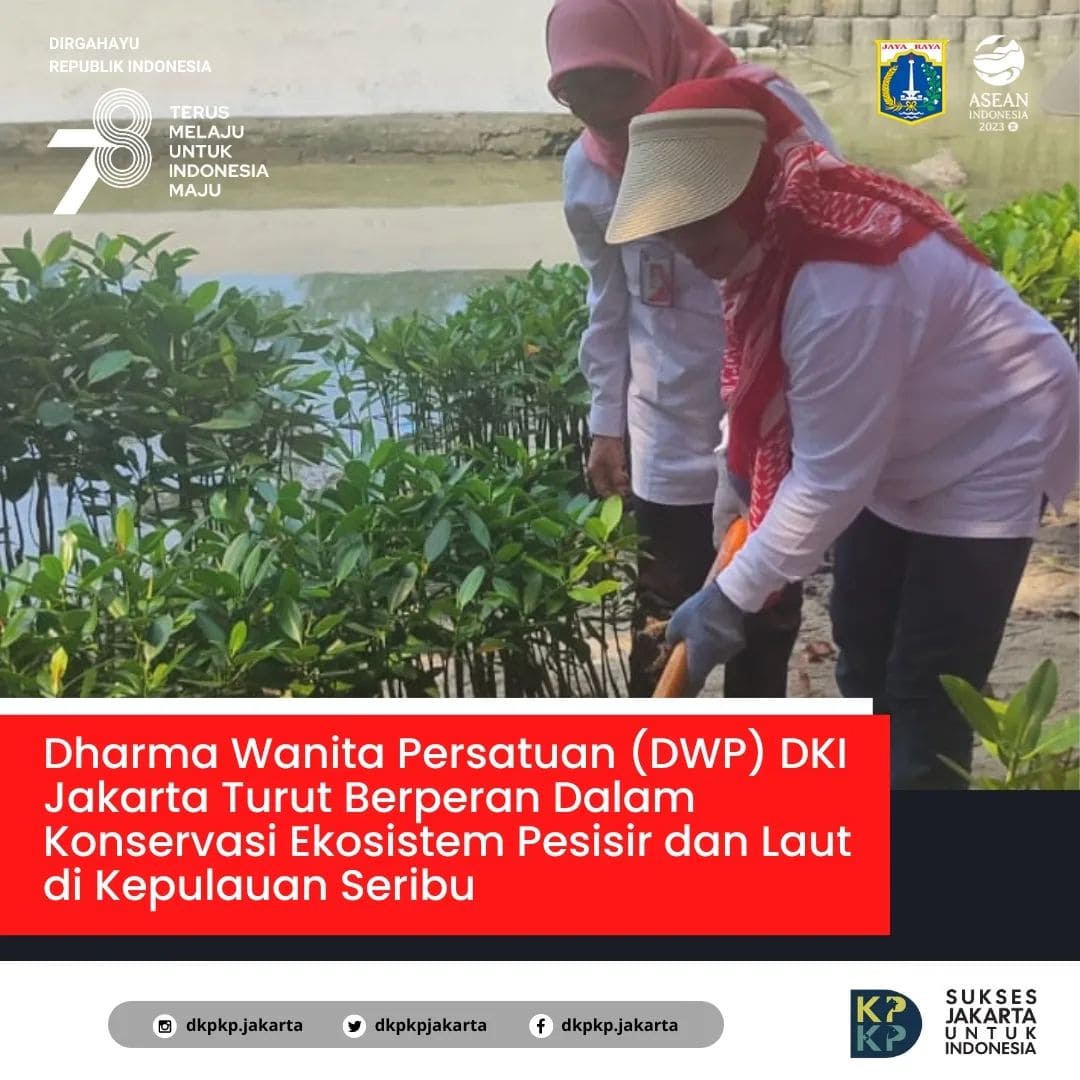 DIRGAHAYU
REPUBLIK INDONESIA
78
TERUS
MELAJU
UNTUK
INDONESIA
MAJU
JAYA RAYA
ASEAN
INDONESIA
2023
Dharma Wanita Persatuan (DWP) DKI
Jakarta Turut Berperan Dalam
Konservasi Ekosistem Pesisir dan Laut
di Kepulauan Seribu
dkpkp.jakarta
dkpkpjakarta
dkpkp.jakarta
KP
KP
SUKSES
JAKARTA
UNTUK
INDONESIA